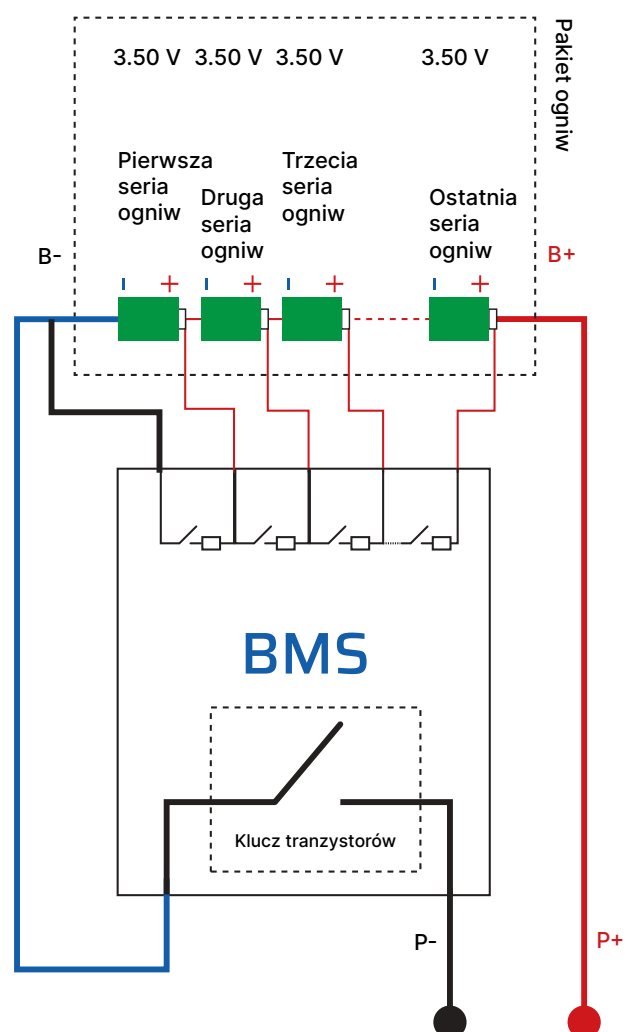 3.50 V 3.50 V 3.50 V 3.50 V
Pakiet ogniw
Pierwsza
seria
ogniw
Druga
seria
ogniw
Trzecia
seria
ogniw
Ostatnia
seria
ogniw
B-
B+
- + - + - + - +
BMS
Klucz tranzystorów
P-
P+